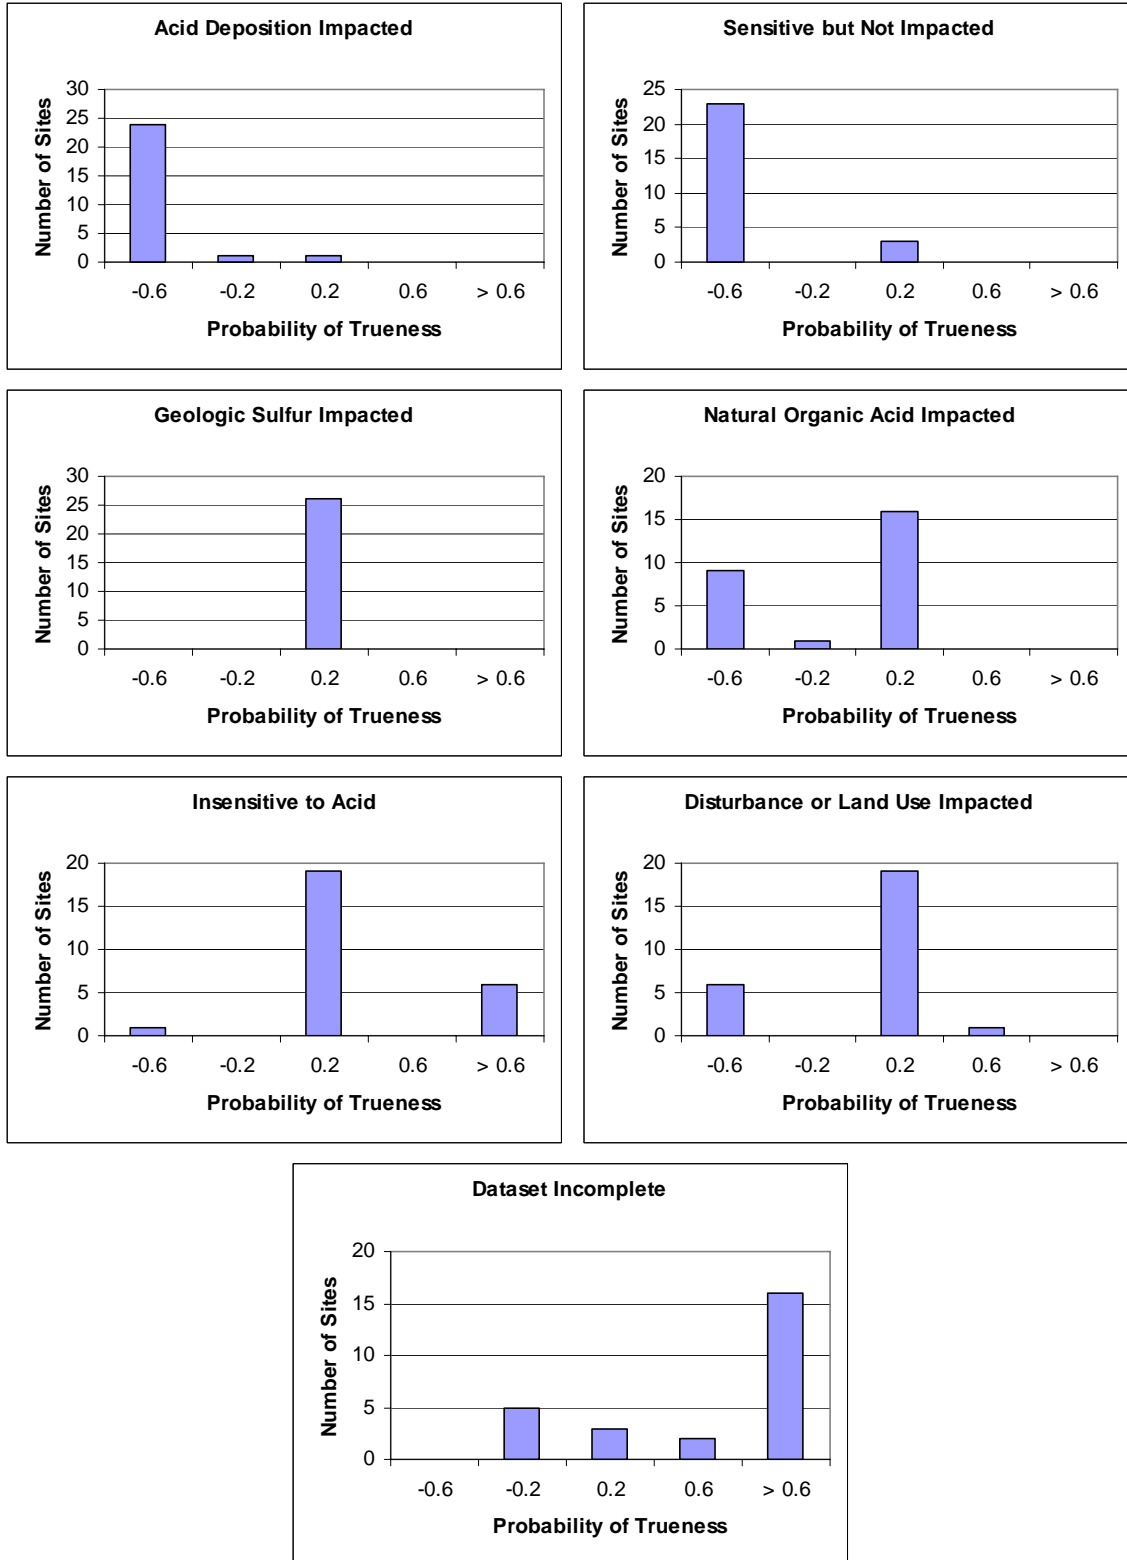 Acid Deposition Impacted
30
25
20
15
10
5
0
Number of Sites
-0.6 -0.2 0.2 0.6 > 0.6
Probability of Trueness
Sensitive but Not Impacted
25
20
15
10
5
0
Number of Sites
-0.6 -0.2 0.2 0.6 > 0.6
Probability of Trueness
Geologic Sulfur Impacted
30
25
20
15
10
5
0
Number of Sites
-0.6 -0.2 0.2 0.6 > 0.6
Probability of Trueness
Natural Organic Acid Impacted
20
15
10
5
0
Number of Sites
-0.6 -0.2 0.2 0.6 > 0.6
Probability of Trueness
Insensitive to Acid
20
15
10
5
0
Number of Sites
-0.6 -0.2 0.2 0.6 > 0.6
Probability of Trueness
Disturbance or Land Use Impacted
20
15
10
5
0
Number of Sites
-0.6 -0.2 0.2 0.6 > 0.6
Probability of Trueness
Dataset Incomplete
20
15
10
5
0
Number of Sites
-0.6 -0.2 0.2 0.6 > 0.6
Probability of Trueness